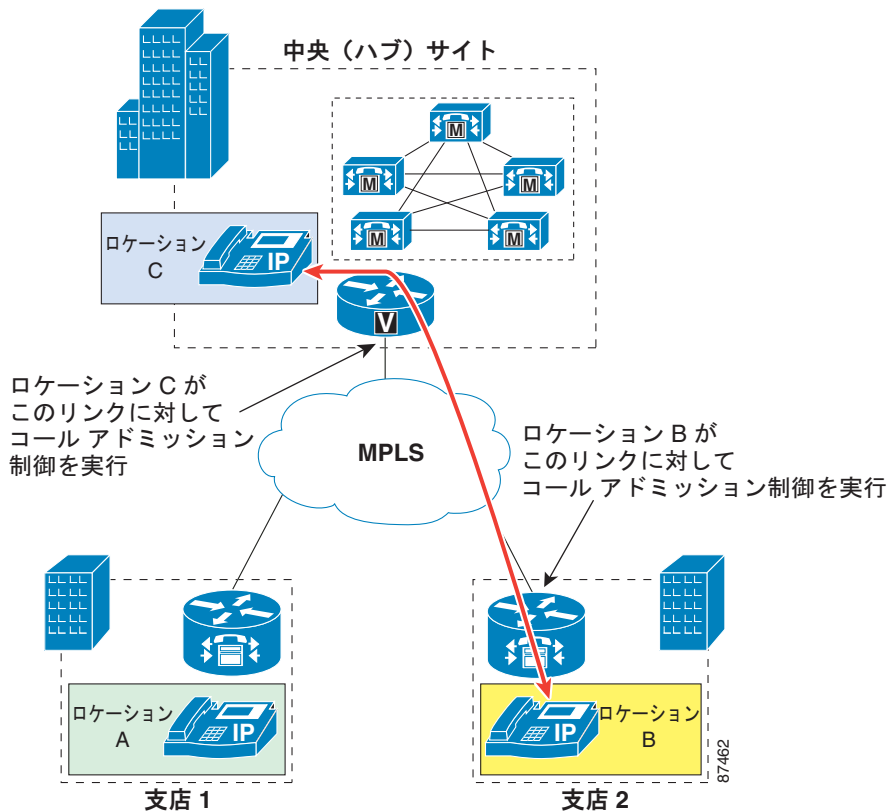 中央（ハブ）サイト
M
M
M
M
M
ロケーション
C
IP
V
ロケーション C が
このリンクに対して
コール アドミッション
制御を実行
MPLS
ロケーション B が
このリンクに対して
コール アドミッション制御を実行
ロケーション
A
IP
IP
ロケーション
B
87462
支店 1
支店 2